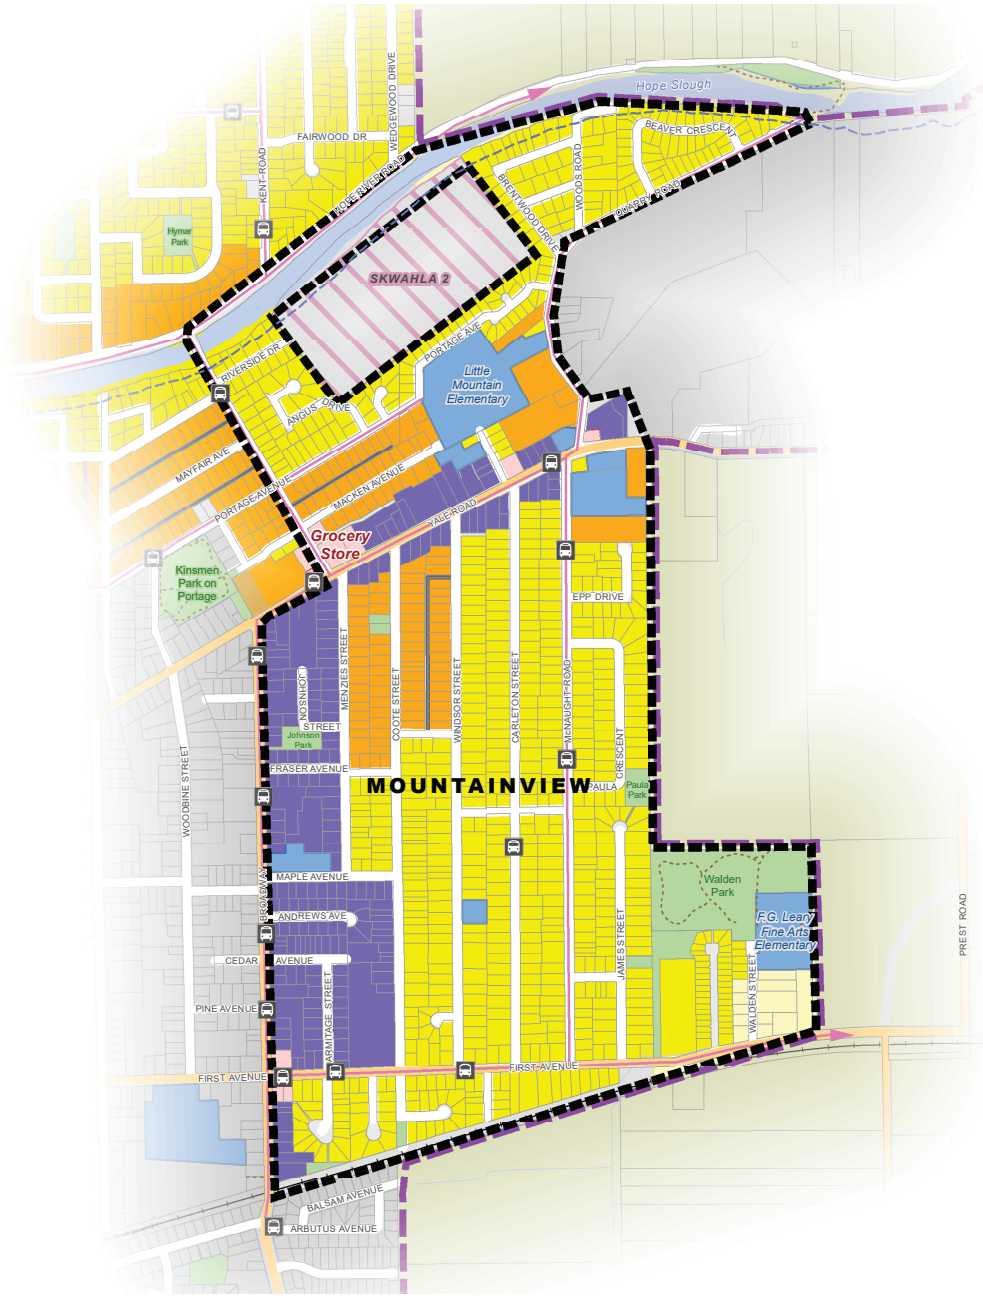 Hope Slough
WEDGEWOOD DRIVE
FAIRWOOD DR
BEAVER CRESCENT
KENT ROAD
HOPE RIVER ROAD
WOODS ROAD
BRENTWOOD DRIVE
QUARRY ROAD
Hymar
Park
SKWAHLA 2
PORTAGE AVE
RIVERSIDE DR
Little
Mountain
Elementary
ANGUS DRIVE
MAYFAIR AVE
PORTAGE AVENUE
MACKEN AVENUE
YALE ROAD
Grocery
Store
Kinsmen
Park on
Portage
EPP DRIVE
JOHNSON
STREET
MENZIES STREET
COOTE STREET
WINDSOR STREET
CARLETON STREET
McNAUGHT ROAD
CRESCENT
PAULA
Johnson
Park
FRASER AVENUE
WOODBINE STREET
MOUNTAINVIEW
Paula
Park
MAPLE AVENUE
BROADWAY
ANDREWS AVE
Walden
Park
F.G. Leary
Fine Arts
Elementary
PREST ROAD
CEDAR AVENUE
JAMES STREET
WALDEN STREET
PINE AVENUE
ARMITAGE STREET
FIRST AVENUE
FIRST AVENUE
BALSAM AVENUE
ARBUTUS AVENUE